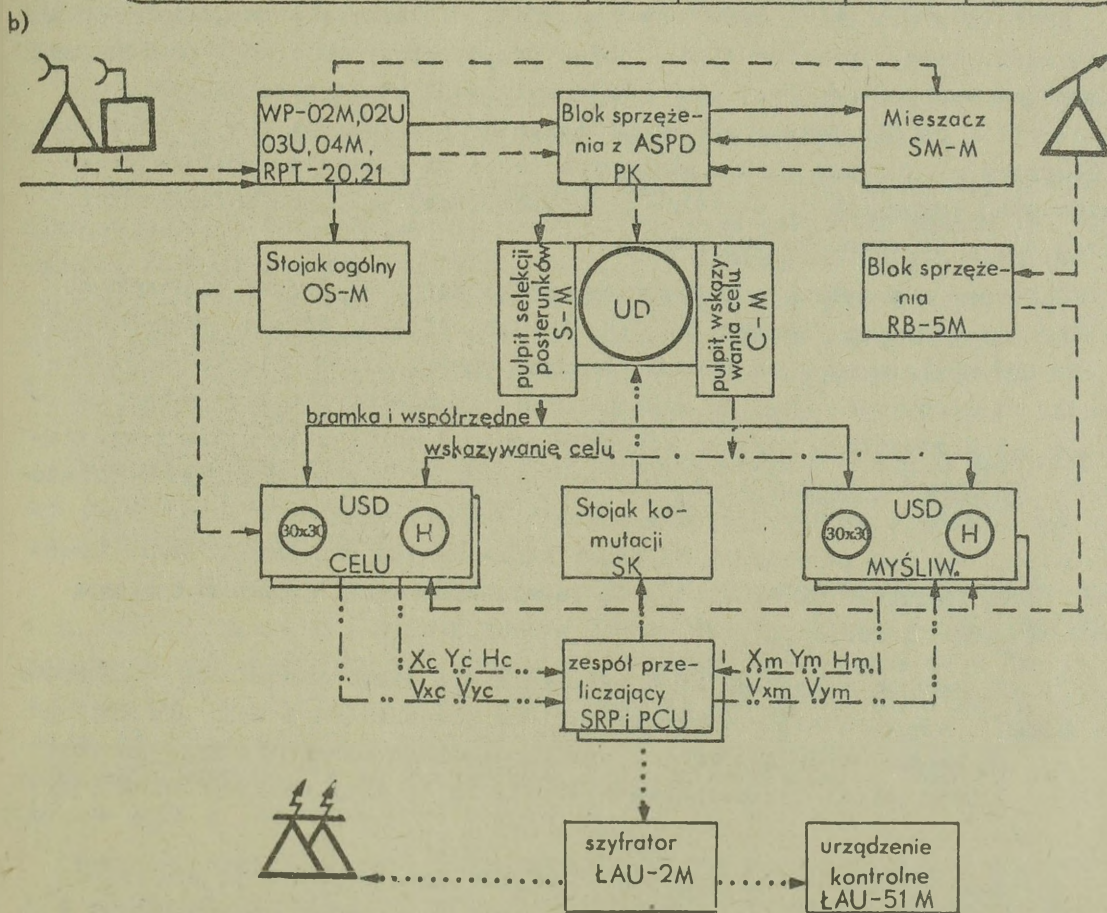 b)
WP-02M,02U
03U,04M,
RPT-20,21
Blok sprzęże-
nia z ASPD
PK
Mieszacz
SM-M
Stojak ogólny
OS-M
pulpit selekcji
posterunków
S-M
UD
pulpit wskazy-
wania celu
C-M
Blok sprzęże-
nia
RB-5M
bramka i współrzędne
wskazywanie celu
USD
30x30
H
CELU
Stojak ko-
mutacji
SK
USD
30x30
H
MYŚLIW.
Xc Yc Hc
Vxc Vyc
zespół prze-
liczający
SRP i PCU
Xm Ym Hm
Vxm Vym
szyfrator
ŁAU-2M
urządzenie
kontrolne
ŁAU-51 M